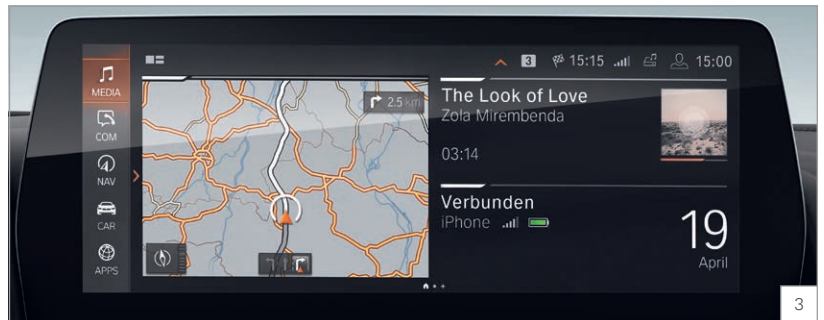 3
15:15
15:00
MEDIA
COM
NAV
CAR
APPS
2.5 km
The Look of Love
Zola Mirembenda
03:14
Verbunden
iPhone
19
April
3